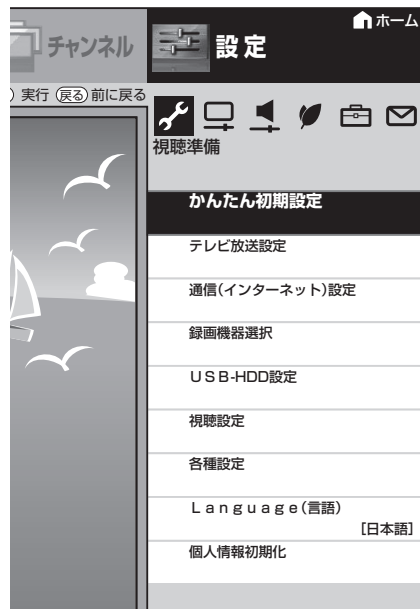 ホーム
チャンネル 設定
実行 戻る 前に戻る
視聴準備
かんたん初期設定
テレビ放送設定
通信(インターネット)設定
録画機器選択
USB-HDD設定
視聴設定
各種設定
Language(言語)
[日本語]
個人情報初期化